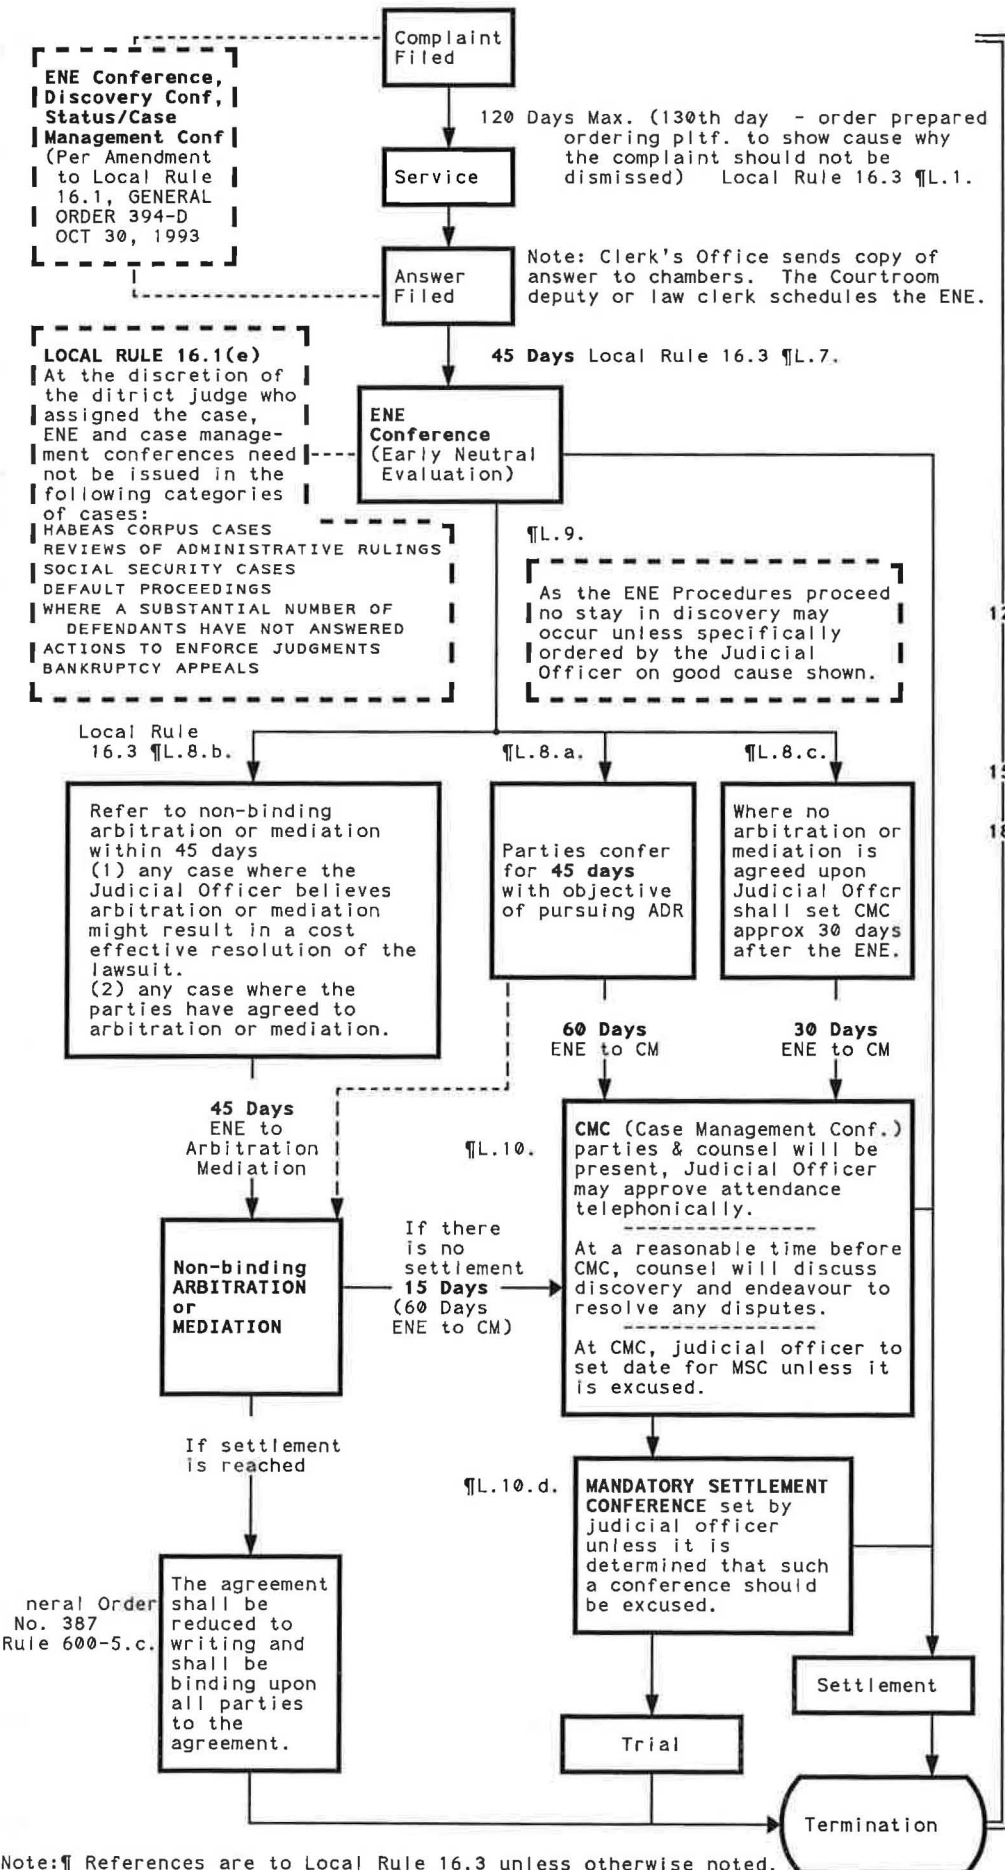 Complaint
Filed
ENE Conference,
Discovery Conf,
Status/Case
Management Conf
(Per Amendment
to Local Rule
16.1, GENERAL
ORDER 394-D
OCT 30, 1993
120 Days Max. (130th day - order prepared
ordering pltf. to show cause why
the complaint should not be
dismissed) Local Rule 16.3 ¶L.1.
Service
Answer
Filed
Note: Clerk's Office sends copy of
answer to chambers. The Courtroom
deputy or law clerk schedules the ENE.
45 Days Local Rule 16.3 ¶L.7.
LOCAL RULE 16.1(e)
At the discretion of
the ditrict judge who
assigned the case,
ENE and case manage-
ment conferences need
not be issued in the
following categories
of cases:
HABEAS CORPUS CASES
REVIEWS OF ADMINISTRATIVE RULINGS
SOCIAL SECURITY CASES
DEFAULT PROCEEDINGS
WHERE A SUBSTANTIAL NUMBER OF
DEFENDANTS HAVE NOT ANSWERED
ACTIONS TO ENFORCE JUDGMENTS
BANKRUPTCY APPEALS
ENE
Conference
(Early Neutral
Evaluation)
¶L.9.
As the ENE Procedures proceed
no stay in discovery may
occur unless specifically
ordered by the Judicial
Officer on good cause shown.
Local Rule
16.3 ¶L.8.b.
¶L.8.a.
¶L.8.c.
Refer to non-binding
arbitration or mediation
within 45 days
(1) any case where the
Judicial Officer believes
arbitration or mediation
might result in a cost
effective resolution of the
lawsuit.
(2) any case where the
parties have agreed to
arbitration or mediation.
Parties confer
for 45 days
with objective
of pursuing ADR
Where no
arbitration or
mediation is
agreed upon
Judicial Offcr
shall set CMC
approx 30 days
after the ENE.
60 Days
ENE to CM
30 Days
ENE to CM
45 Days
ENE to
Arbitration
Mediation
¶L.10.
CMC (Case Management Conf.)
parties & counsel will be
present, Judicial Officer
may approve attendance
telephonically.
At a reasonable time before
CMC, counsel will discuss
discovery and endeavour to
resolve any disputes.
At CMC, judicial officer to
set date for MSC unless it
is excused.
Non-binding
ARBITRATION
or
MEDIATION
If there
is no
settlement
15 Days
(60 Days
ENE to CM)
If settlement
is reached
¶L.10.d.
MANDATORY SETTLEMENT
CONFERENCE set by
judicial officer
unless it is
determined that such
a conference should
be excused.
neral Order
No. 387
Rule 600-5.c.
The agreement
shall be
reduced to
writing and
shall be
binding upon
all parties
to the
agreement.
Settlement
Trial
Termination
Note:¶ References are to Local Rule 16.3 unless otherwise noted.